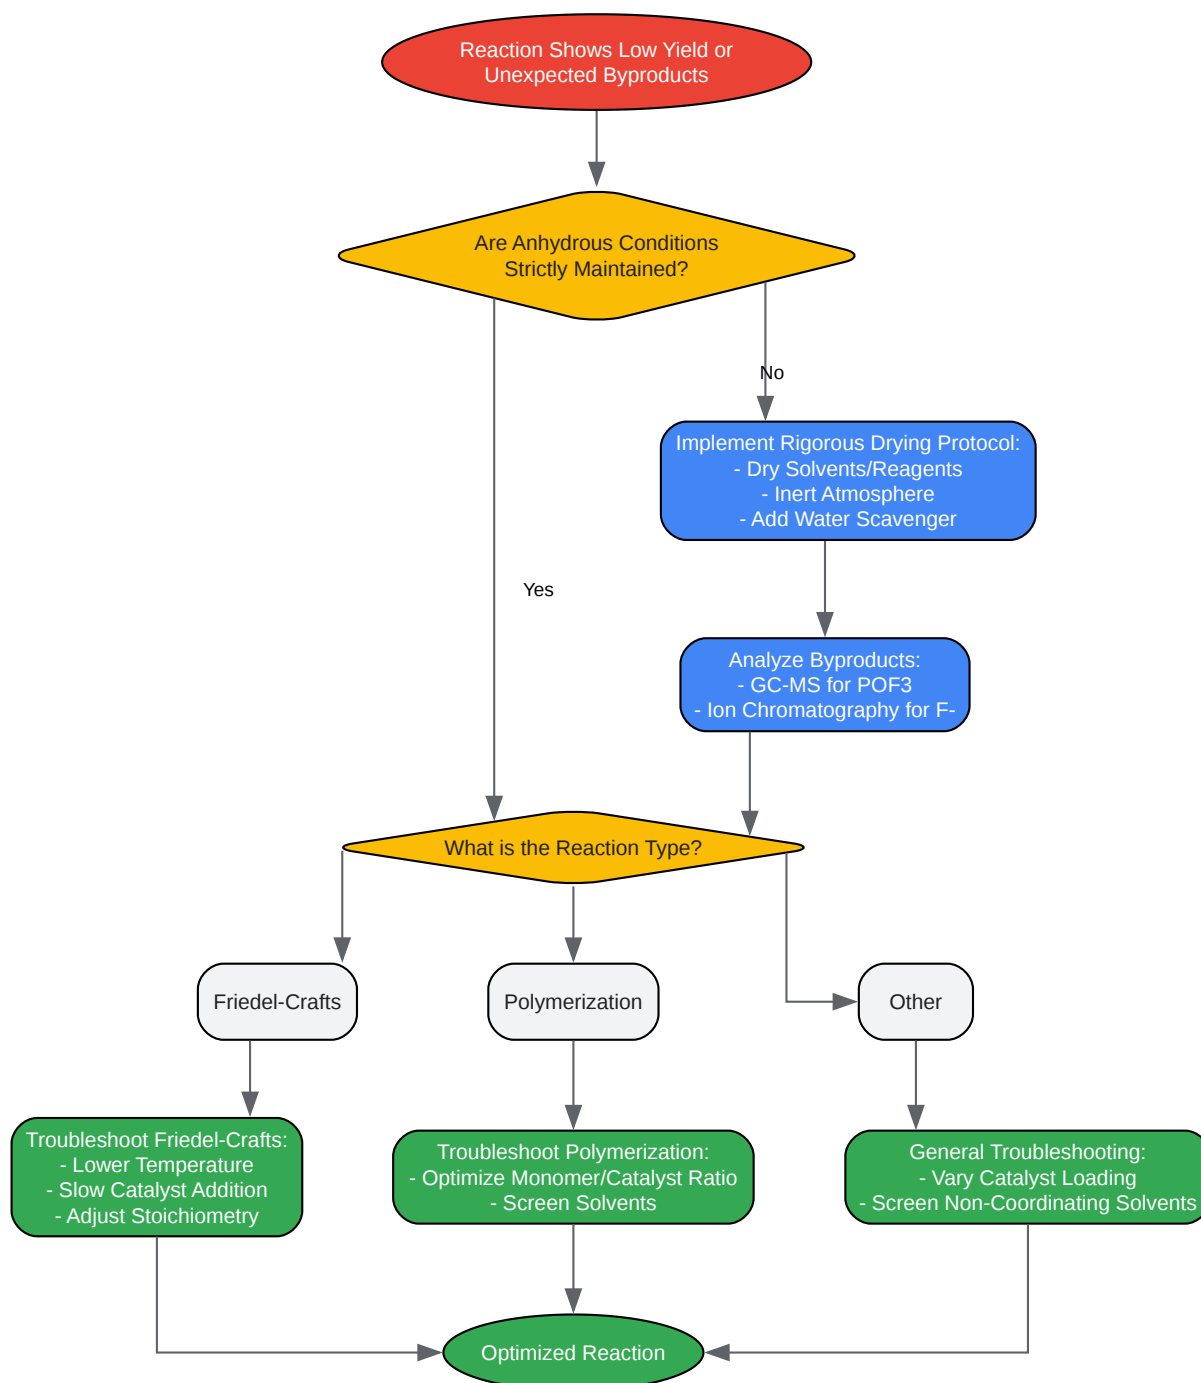 Reaction Shows Low Yield or
Unexpected Byproducts
Are Anhydrous Conditions
Strictly Maintained?
No
Implement Rigorous Drying Protocol:
- Dry Solvents/Reagents
- Inert Atmosphere
- Add Water Scavenger
Yes
Analyze Byproducts:
- GC-MS for POF3
- Ion Chromatography for F-
What is the Reaction Type?
Friedel-Crafts
Polymerization
Other
Troubleshoot Friedel-Crafts:
- Lower Temperature
- Slow Catalyst Addition
- Adjust Stoichiometry
Troubleshoot Polymerization:
- Optimize Monomer/Catalyst Ratio
- Screen Solvents
General Troubleshooting:
- Vary Catalyst Loading
- Screen Non-Coordinating Solvents
Optimized Reaction